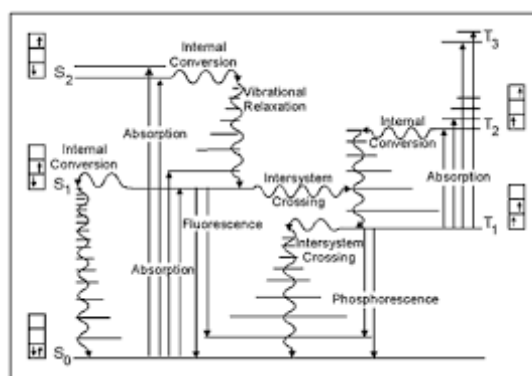 Internal
Conversion
S2
Vibrational
Relaxation
Absorption
Internal
Conversion
S1
Fluorescence
Absorption
S0
Intersystem
Crossing
Intersystem
Crossing
Phosphorescence
T3
Internal
Conversion
T2
Absorption
T1